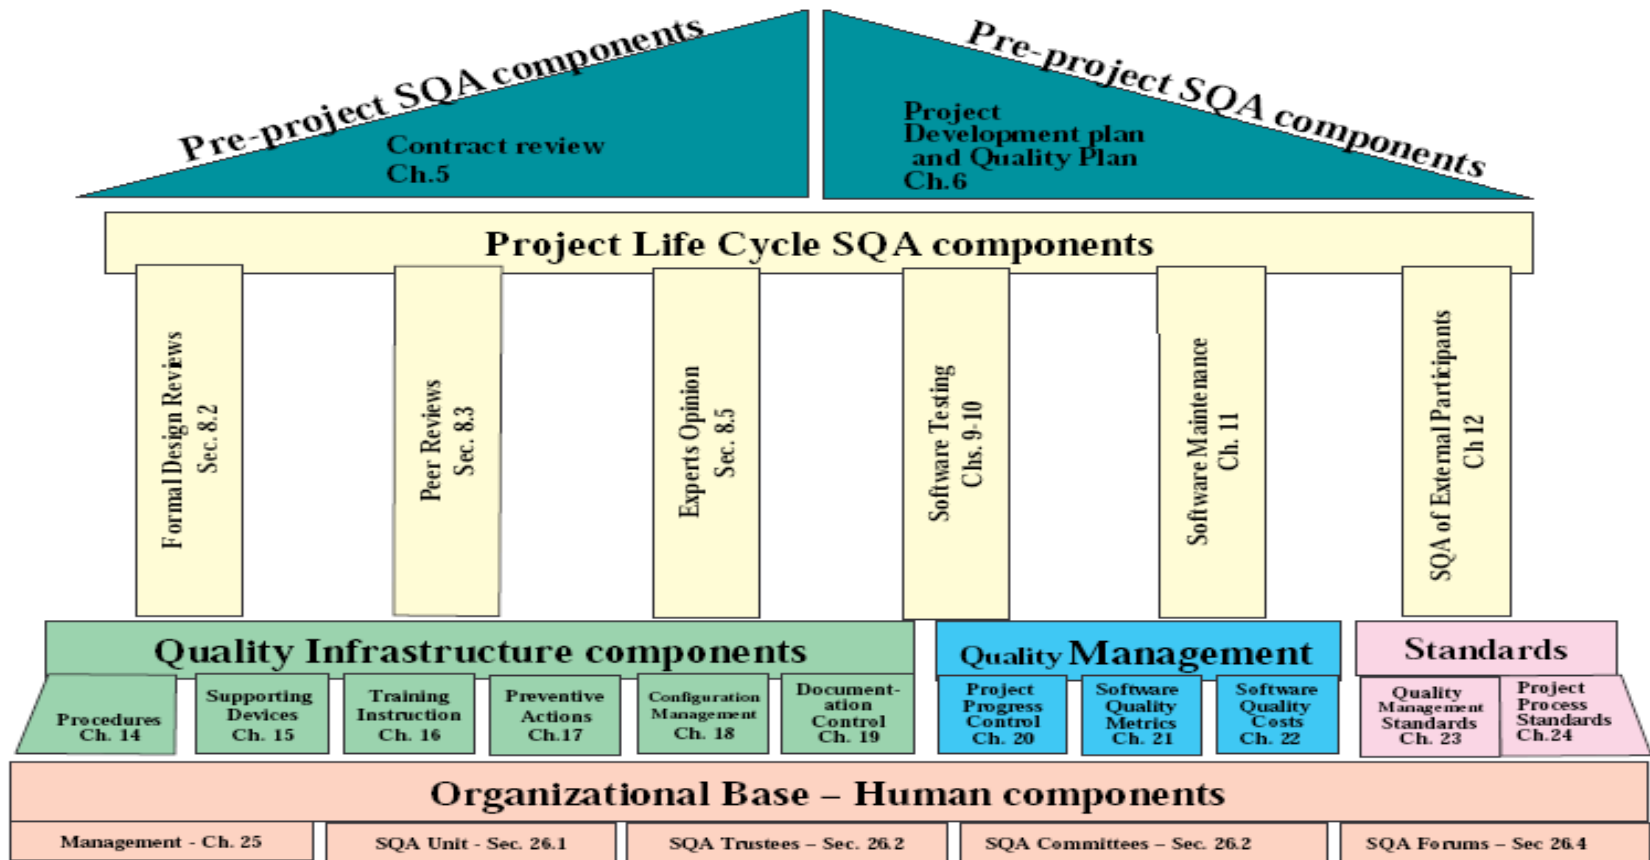 Pre-project SQA components
Pre-project SQA components
Contract review
Ch.5
Project
Development plan
and Quality Plan
Ch.6
Project Life Cycle SQA components
Formal Design Reviews
Sec. 8.2
Peer Reviews
Sec. 8.3
Experts Opinion
Sec. 8.5
Software Testing
Chs. 9-10
Software Maintenance
Ch. 11
SQA of External Participants
Ch 12
Quality Infrastructure components
Quality Management
Standards
Procedures
Ch. 14
Supporting
Devices
Ch. 15
Training
Instruction
Ch. 16
Preventive
Actions
Ch.17
Configuration
Management
Ch. 18
Document-
ation
Control
Ch. 19
Project
Progress
Control
Ch. 20
Software
Quality
Metrics
Ch. 21
Software
Quality
Costs
Ch. 22
Quality
Management
Standards
Ch. 23
Project
Process
Standards
Ch.24
Organizational Base – Human components
Management - Ch. 25
SQA Unit - Sec. 26.1
SQA Trustees – Sec. 26.2
SQA Committees – Sec. 26.2
SQA Forums – Sec 26.4